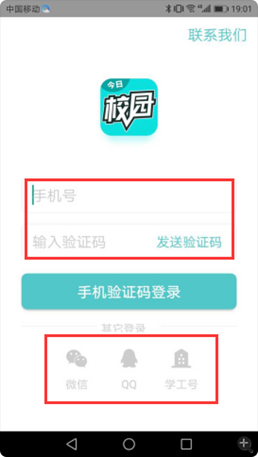 中国移动 19:01
联系我们
今日
校园
手机号
输入验证码 发送验证码
手机验证码登录
其它登录
微信 QQ 学工号